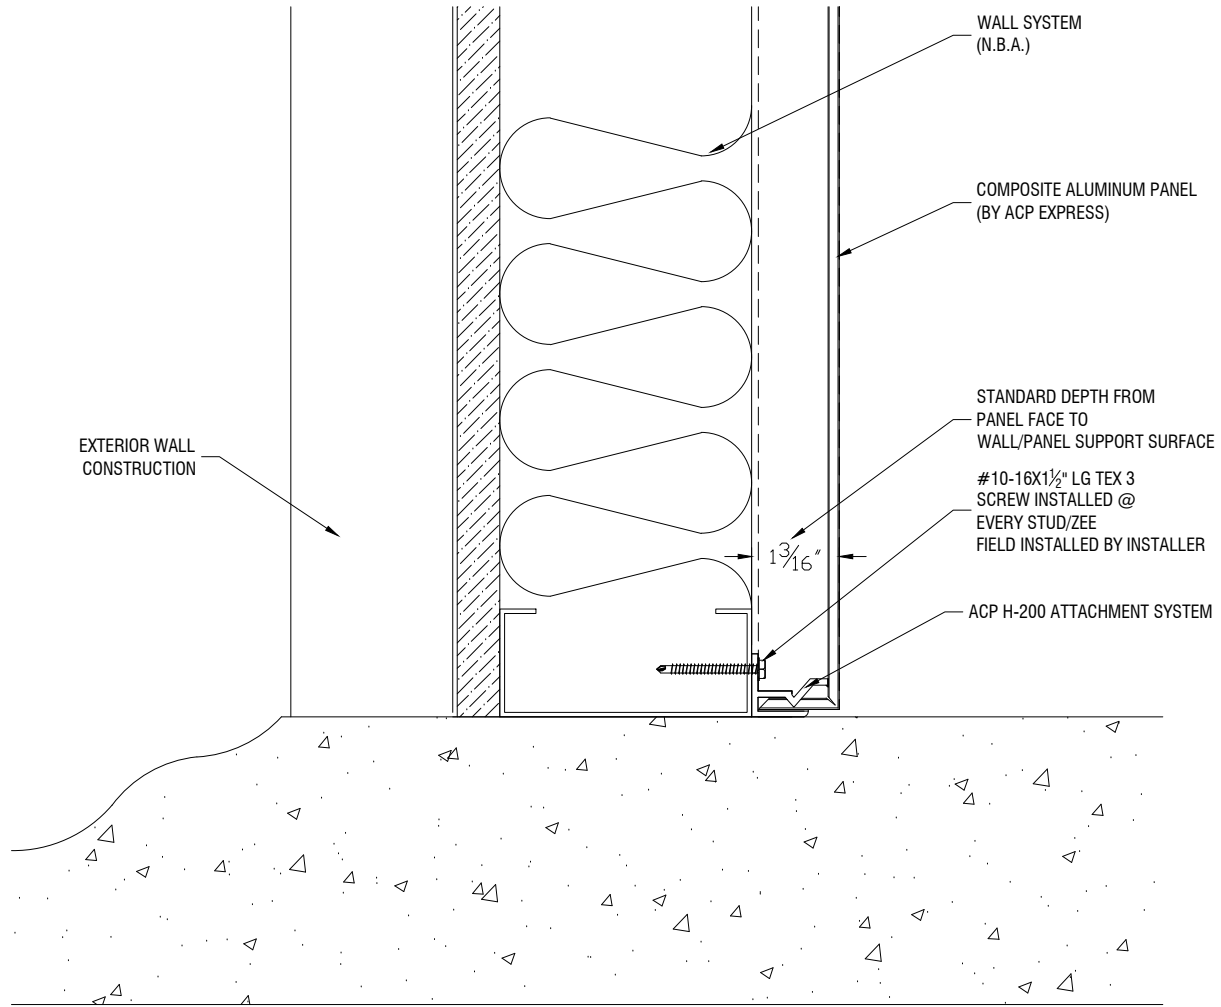 WALL SYSTEM
(N.B.A.)
COMPOSITE ALUMINUM PANEL
(BY ACP EXPRESS)
STANDARD DEPTH FROM
PANEL FACE TO
WALL/PANEL SUPPORT SURFACE
EXTERIOR WALL
CONSTRUCTION
#10-16X1½" LG TEX 3
SCREW INSTALLED @
EVERY STUD/ZEE
FIELD INSTALLED BY INSTALLER
1 3/16"
ACP H-200 ATTACHMENT SYSTEM